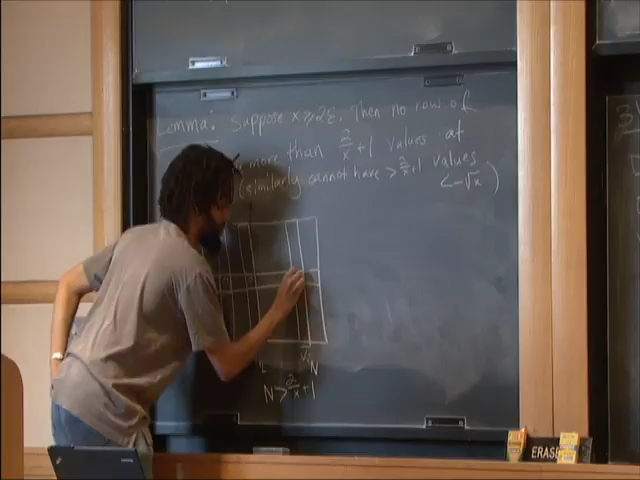 Lemma: Suppose x ≥ 2ε. Then no row of
more than 2/x + 1 values at
(similarly cannot have > 2/x + 1 values
< -√x)
N
N > 2/x + 1
ERASE